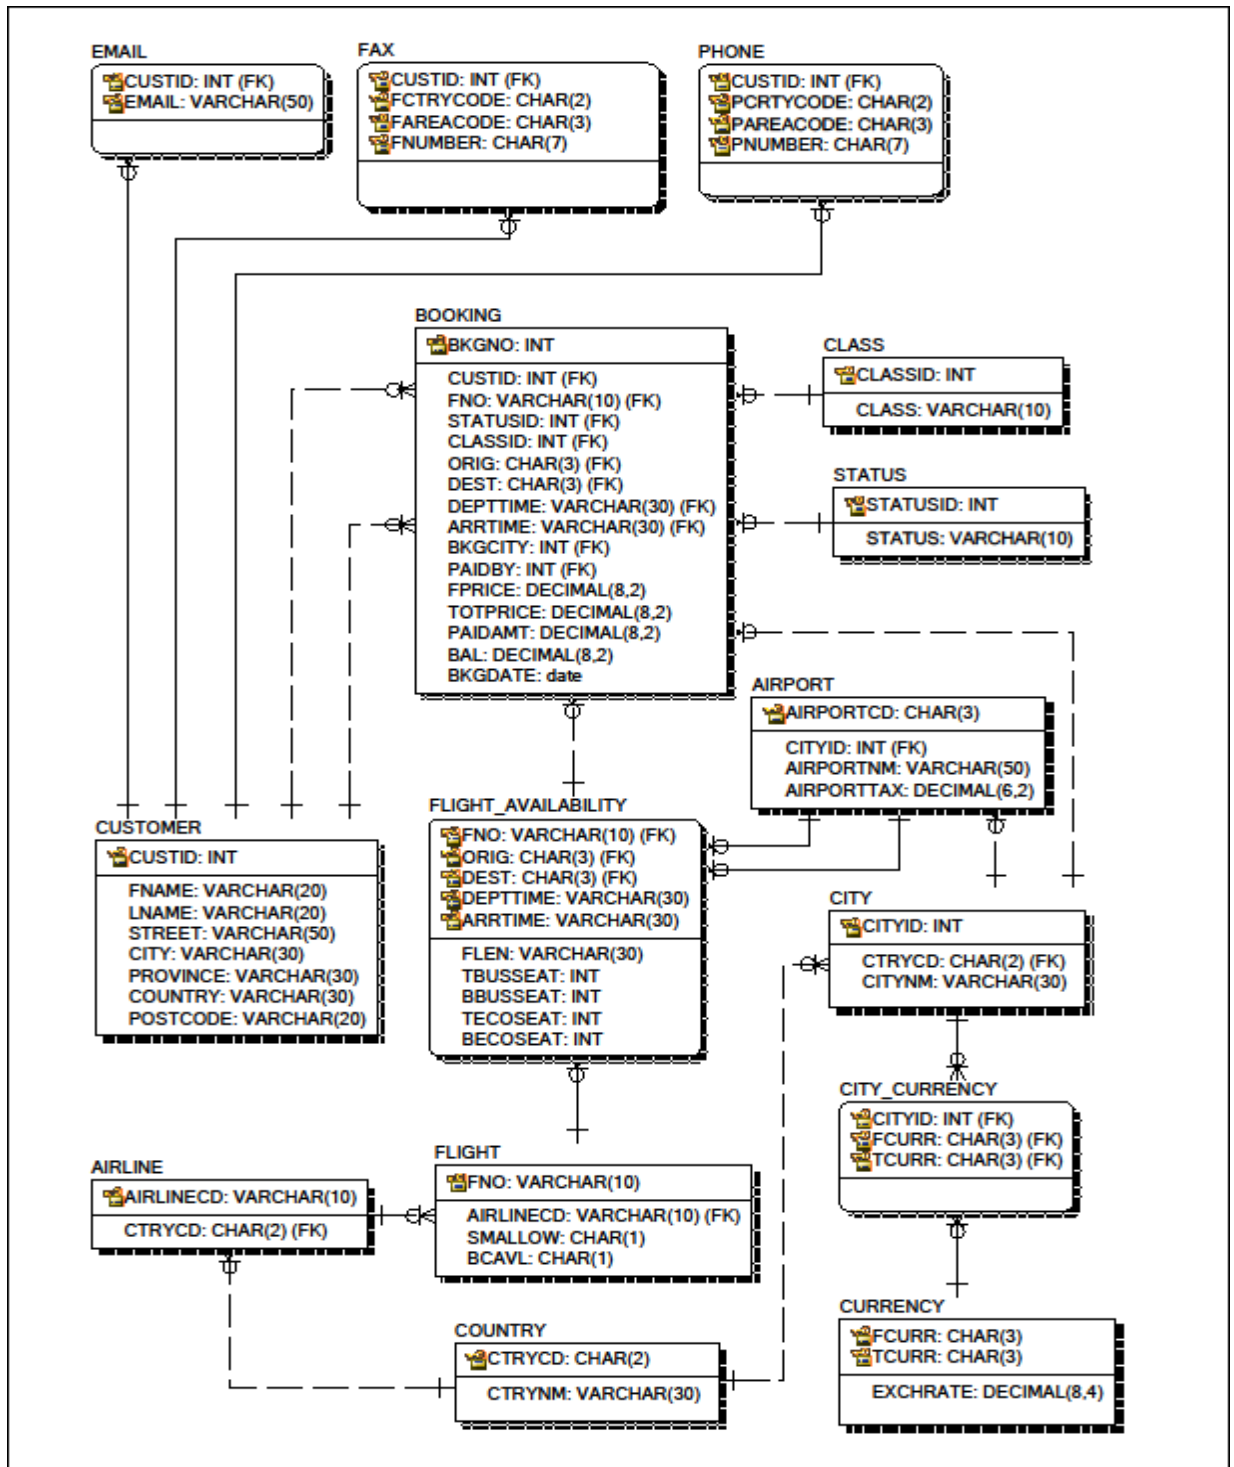 EMAIL
CUSTID: INT (FK)
EMAIL: VARCHAR(50)
FAX
CUSTID: INT (FK)
FCTRYCODE: CHAR(2)
FAREACODE: CHAR(3)
FNUMBER: CHAR(7)
PHONE
CUSTID: INT (FK)
PCRTYCODE: CHAR(2)
PAREACODE: CHAR(3)
PNUMBER: CHAR(7)
BOOKING
BKGNO: INT
CUSTID: INT (FK)
FNO: VARCHAR(10) (FK)
STATUSID: INT (FK)
CLASSID: INT (FK)
ORIG: CHAR(3) (FK)
DEST: CHAR(3) (FK)
DEPTTIME: VARCHAR(30) (FK)
ARRTIME: VARCHAR(30) (FK)
BKGCITY: INT (FK)
PAIDBY: INT (FK)
FPRICE: DECIMAL(8,2)
TOTPRICE: DECIMAL(8,2)
PAIDAMT: DECIMAL(8,2)
BAL: DECIMAL(8,2)
BKGDATE: date
CLASS
CLASSID: INT
CLASS: VARCHAR(10)
STATUS
STATUSID: INT
STATUS: VARCHAR(10)
AIRPORT
AIRPORTCD: CHAR(3)
CITYID: INT (FK)
AIRPORTNM: VARCHAR(50)
AIRPORTTAX: DECIMAL(6,2)
CUSTOMER
CUSTID: INT
FNAME: VARCHAR(20)
LNAME: VARCHAR(20)
STREET: VARCHAR(50)
CITY: VARCHAR(30)
PROVINCE: VARCHAR(30)
COUNTRY: VARCHAR(30)
POSTCODE: VARCHAR(20)
FLIGHT_AVAILABILITY
FNO: VARCHAR(10) (FK)
ORIG: CHAR(3) (FK)
DEST: CHAR(3) (FK)
DEPTTIME: VARCHAR(30)
ARRTIME: VARCHAR(30)
FLEN: VARCHAR(30)
TBUSSEAT: INT
BBUSSEAT: INT
TECOSEAT: INT
BECOSEAT: INT
CITY
CITYID: INT
CTRYCD: CHAR(2) (FK)
CITYNM: VARCHAR(30)
CITY_CURRENCY
CITYID: INT (FK)
FCURR: CHAR(3) (FK)
TCURR: CHAR(3) (FK)
AIRLINE
AIRLINECD: VARCHAR(10)
CTRYCD: CHAR(2) (FK)
FLIGHT
FNO: VARCHAR(10)
AIRLINECD: VARCHAR(10) (FK)
SMALLOW: CHAR(1)
BCAVL: CHAR(1)
COUNTRY
CTRYCD: CHAR(2)
CTRYNM: VARCHAR(30)
CURRENCY
FCURR: CHAR(3)
TCURR: CHAR(3)
EXCHRATE: DECIMAL(8,4)